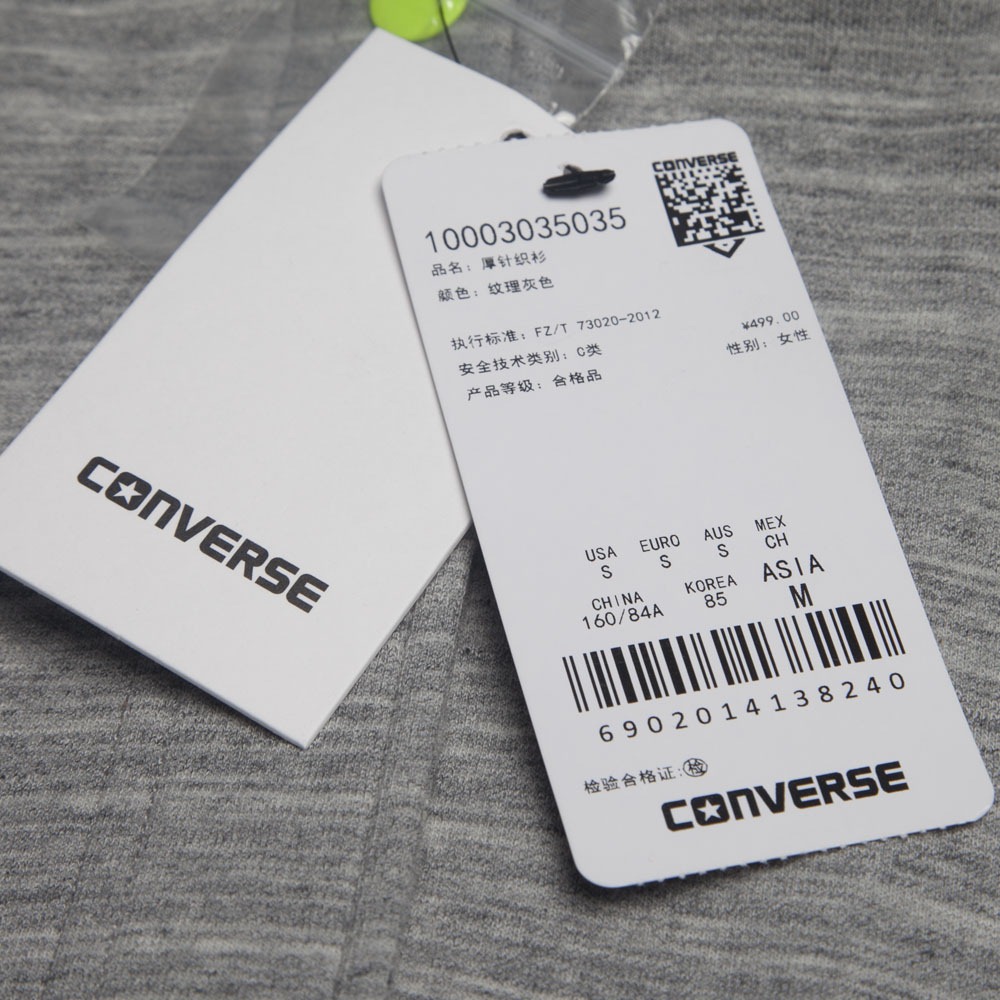 CONVERSE
CONVERSE
10003035035
品名：厚针织衫
颜色：纹理灰色
执行标准：FZ/T 73020-2012
¥499.00
安全技术类别：C类
性别：女性
产品等级：合格品
USA EURO AUS MEX
S S S CH
CHINA KOREA ASIA
160/84A 85 M
6902014138240
检验合格证:检
CONVERSE